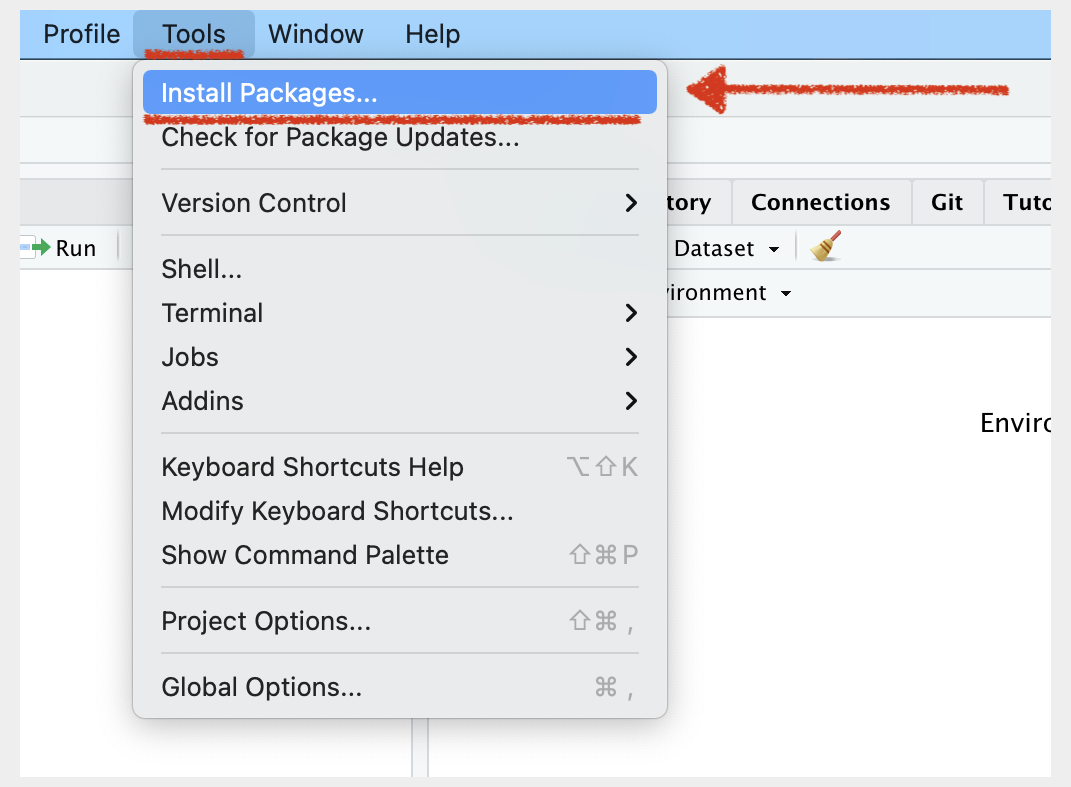 Profile Tools Window Help
Install Packages...
Check for Package Updates...
Version Control
tory Connections Git Tuto
Run
Dataset
Shell...
vironment
Terminal
Jobs
Addins
Enviro
Keyboard Shortcuts Help ⌥⇧K
Modify Keyboard Shortcuts...
Show Command Palette ⇧⌘P
Project Options... ⇧⌘,
Global Options... ⌘,